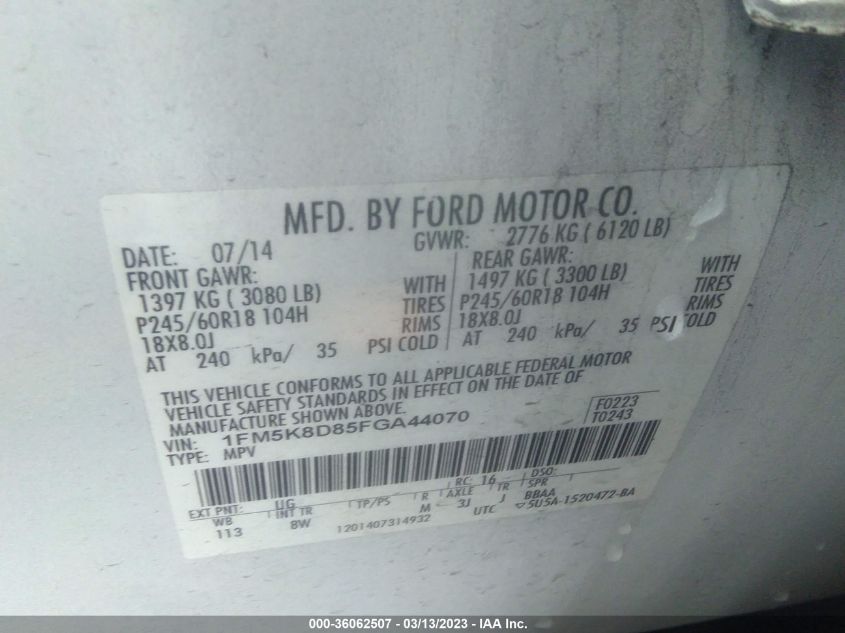 MFD. BY FORD MOTOR CO.
DATE: 07/14
GVWR: 2776 KG ( 6120 LB)
FRONT GAWR:
1397 KG ( 3080 LB)
P245/60R18 104H
18X8.0J
WITH
TIRES
RIMS
AT 240 kPa/ 35 PSI COLD
REAR GAWR:
1497 KG ( 3300 LB)
P245/60R18 104H
18X8.0J
WITH
TIRES
RIMS
AT 240 kPa/ 35 PSI COLD
THIS VEHICLE CONFORMS TO ALL APPLICABLE FEDERAL MOTOR
VEHICLE SAFETY STANDARDS IN EFFECT ON THE DATE OF
MANUFACTURE SHOWN ABOVE.
VIN: 1FM5K8D85FGA44070
TYPE: MPV
F0223
T0243
EXT PNT: UG RC: 16 DSO:
WB INT TR TP/PS R AXLE TR SPR
113 8W M 3J J BBAA
1201407314932 UTC ▽5U5A-1520472-BA
000-36062507 - 03/13/2023 - IAA Inc.